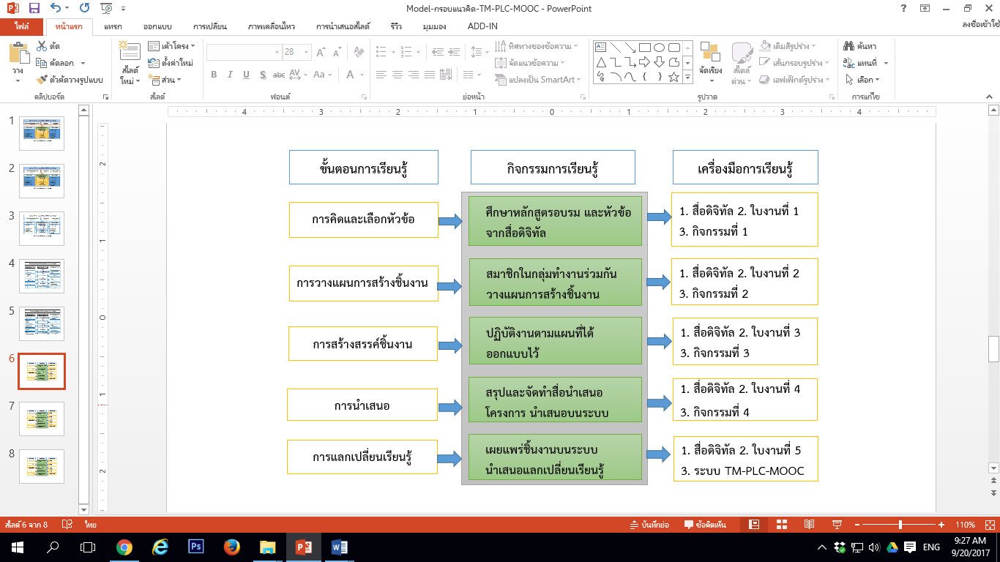 Model-กรอบแนวคิด-TM-PLC-MOOC - PowerPoint
ไฟล์ หน้าแรก แทรก ออกแบบ การเปลี่ยน ภาพเคลื่อนไหว การนำเสนอสไลด์ รีวิว มุมมอง ADD-IN ลงชื่อเข้าใช้
วาง
ตัด
คัดลอก
ตัวคัดวางรูปแบบ
คลิปบอร์ด
สไลด์ใหม่
เค้าโครง
ตั้งค่าใหม่
ส่วน
สไลด์
28
B I U S abc AV Aa A
ฟอนต์
ทิศทางของข้อความ
จัดแนวข้อความ
แปลงเป็น SmartArt
ย่อหน้า
จัดเรียง
สไตล์ด่วน
เติมสีรูปร่าง
เส้นกรอบรูปร่าง
เอฟเฟ็กต์รูปร่าง
รูปวาด
ค้นหา
แทนที่
เลือก
การแก้ไข
4 3 2 1 0 1 2 3 4
2
1
0
1
2
1
2
3
4
5
6
7
8
ขั้นตอนการเรียนรู้ กิจกรรมการเรียนรู้ เครื่องมือการเรียนรู้
การคิดและเลือกหัวข้อ
ศึกษาหลักสูตรอบรม และหัวข้อ
จากสื่อดิจิทัล
1. สื่อดิจิทัล 2. ใบงานที่ 1
3. กิจกรรมที่ 1
การวางแผนการสร้างชิ้นงาน
สมาชิกในกลุ่มทำงานร่วมกัน
วางแผนการสร้างชิ้นงาน
1. สื่อดิจิทัล 2. ใบงานที่ 2
3. กิจกรรมที่ 2
การสร้างสรรค์ชิ้นงาน
ปฏิบัติงานตามแผนที่ได้
ออกแบบไว้
1. สื่อดิจิทัล 2. ใบงานที่ 3
3. กิจกรรมที่ 3
การนำเสนอ
สรุปและจัดทำสื่อนำเสนอ
โครงการ นำเสนอบนระบบ
1. สื่อดิจิทัล 2. ใบงานที่ 4
3. กิจกรรมที่ 4
การแลกเปลี่ยนเรียนรู้
เผยแพร่ชิ้นงานบนระบบ
นำเสนอแลกเปลี่ยนเรียนรู้
1. สื่อดิจิทัล 2. ใบงานที่ 5
3. ระบบ TM-PLC-MOOC
สไลด์ 6 จาก 8 ไทย บันทึกย่อ ข้อคิดเห็น 110%
ENG
9:27 AM
9/20/2017